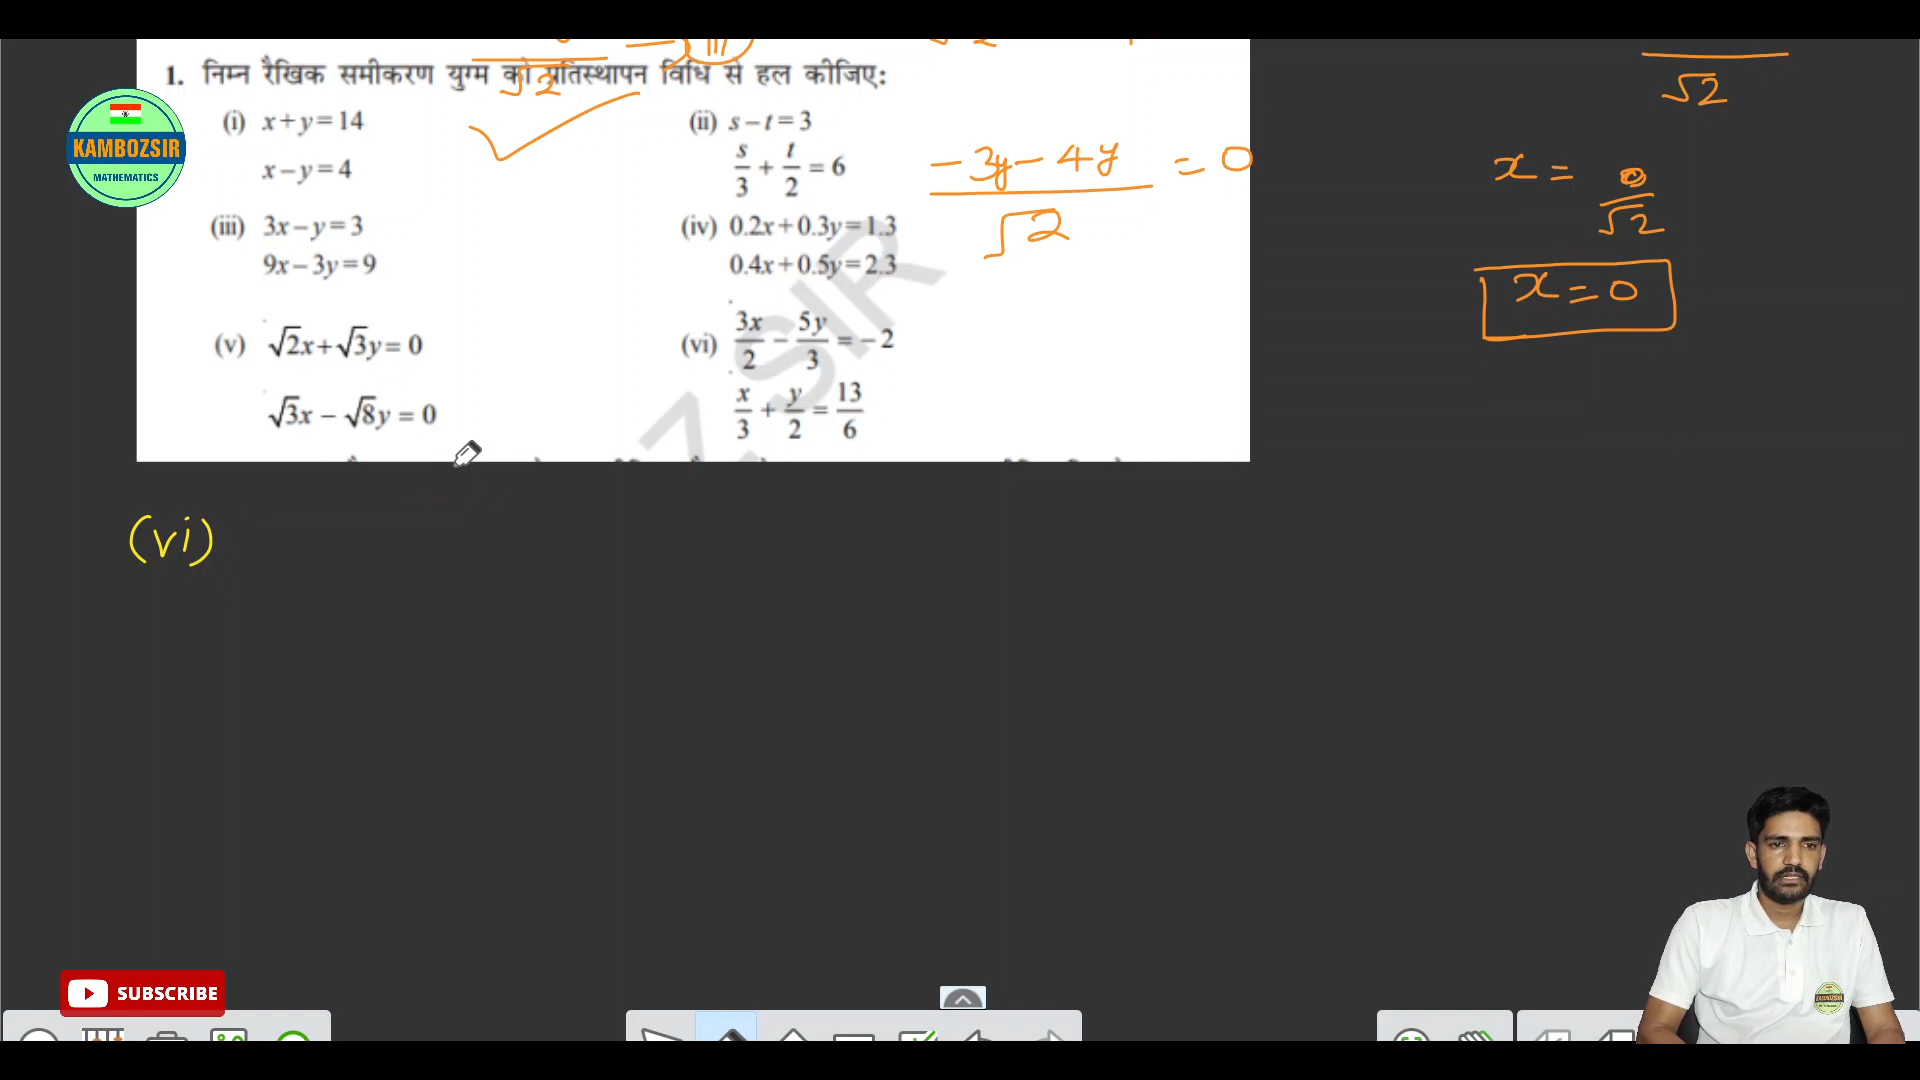 1. निम्न रैखिक समीकरण युग्म को प्रतिस्थापन विधि से हल कीजिए:
(i) x+y=14
x−y=4
(ii) s−t=3
s/3 + t/2 = 6
(iii) 3x−y=3
9x−3y=9
(iv) 0.2x+0.3y=1.3
0.4x+0.5y=2.3
(v) √2x+√3y=0
√3x − √8y = 0
(vi) 3x/2 − 5y/3 = −2
x/3 + y/2 = 13/6
√2
(iii)
−3y−4y/√2 = 0
√2
x = 0/√2
x = 0
(vi)
KAMBOZSIR
MATHEMATICS
Z SIR
SUBSCRIBE